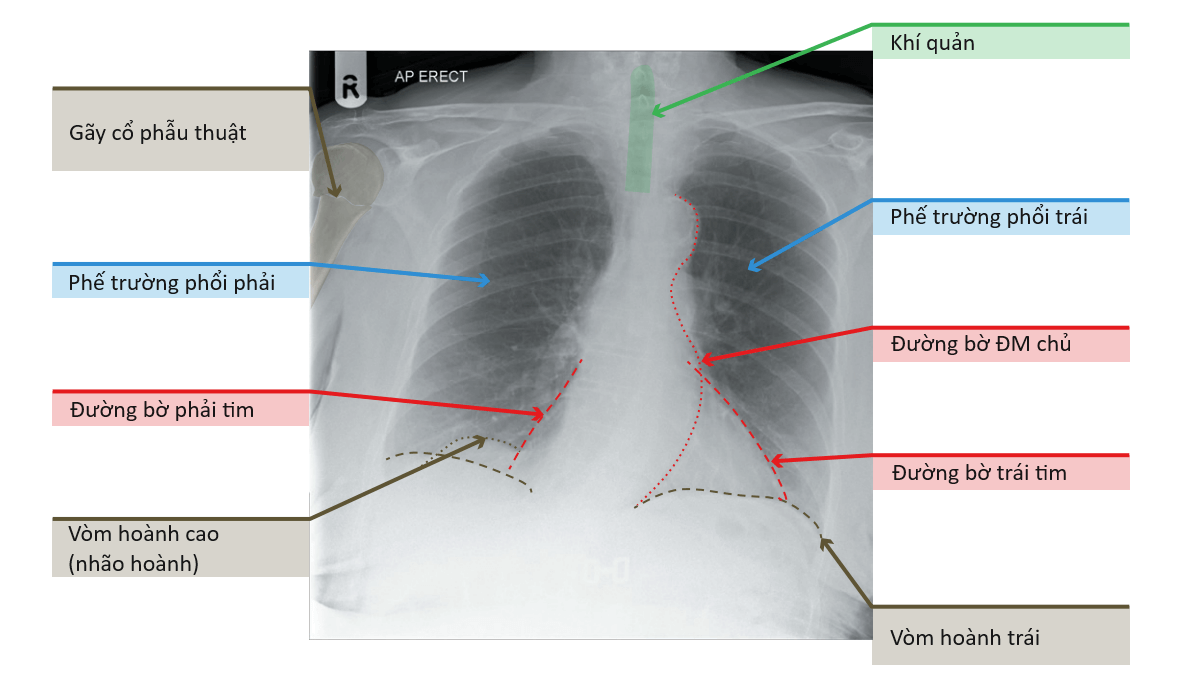 Khí quản
R
AP ERECT
Gãy cổ phẫu thuật
Phế trường phổi trái
Phế trường phổi phải
Đường bờ ĐM chủ
Đường bờ phải tim
Đường bờ trái tim
Vòm hoành cao
(nhão hoành)
Vòm hoành trái